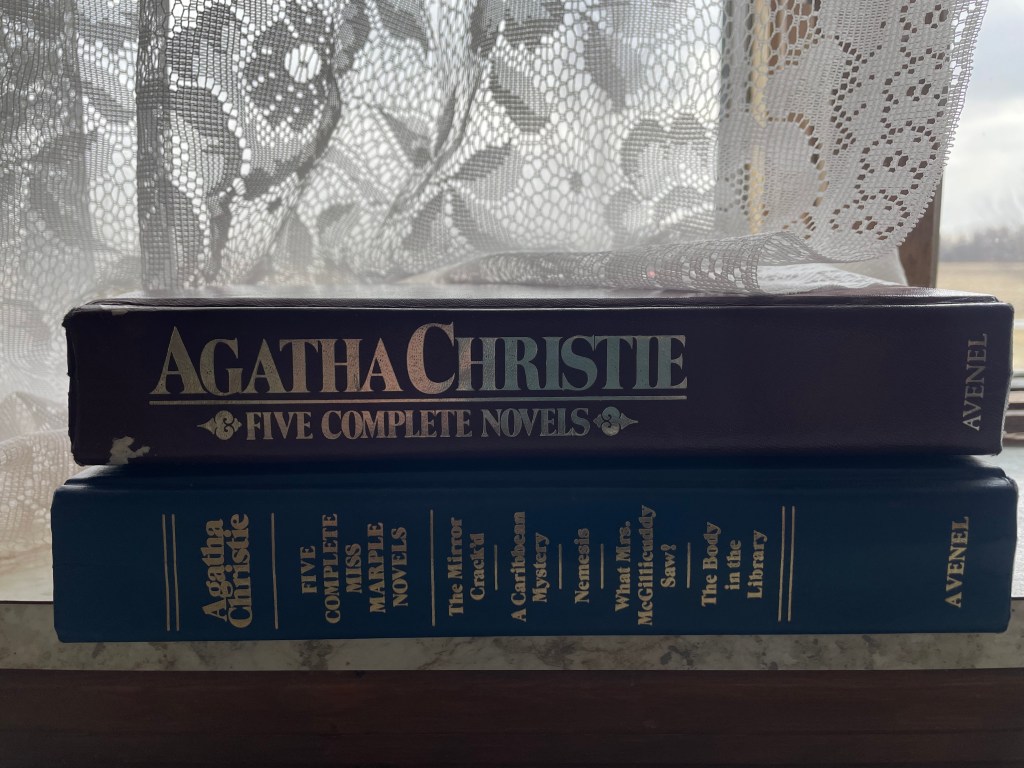 AGATHA CHRISTIE
FIVE COMPLETE NOVELS
AVENEL
Agatha
Christie
FIVE
COMPLETE
MISS
MARPLE
NOVELS
The Mirror
Crack'd
A Caribbean
Mystery
Nemesis
What Mrs.
McGillicuddy
Saw?
The Body
in the
Library
AVENEL